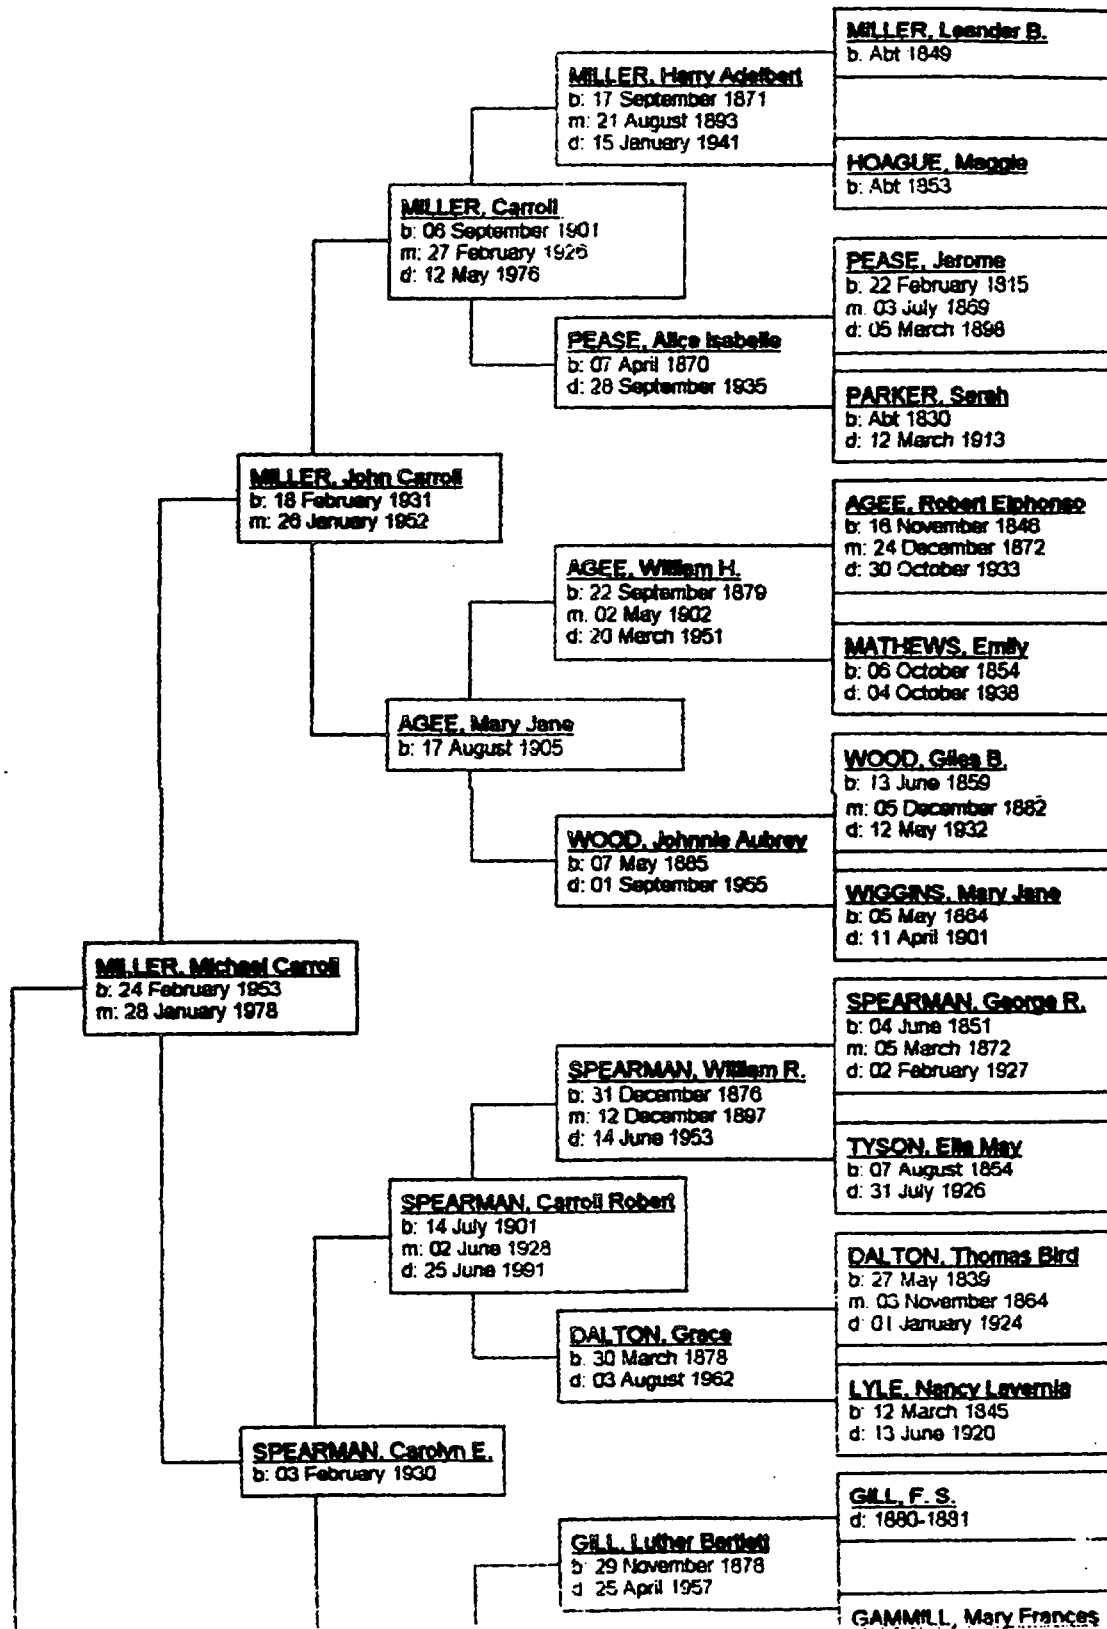 MILLER, Leander B.
b. Abt 1849
MILLER, Harry Adelbert
b: 17 September 1871
m: 21 August 1893
d: 15 January 1941
HOAGUE, Maggie
b: Abt 1853
MILLER, Carroll
b: 06 September 1901
m: 27 February 1926
d: 12 May 1976
PEASE, Jerome
b: 22 February 1815
m. 03 July 1869
d: 05 March 1898
PEASE, Alice Isabelle
b: 07 April 1870
d: 28 September 1935
PARKER, Sarah
b: Abt 1830
d: 12 March 1913
MILLER, John Carroll
b: 18 February 1931
m: 26 January 1952
AGEE, Robert Elphonso
b: 16 November 1848
m: 24 December 1872
d: 30 October 1933
AGEE, William H.
b: 22 September 1879
m. 02 May 1902
d: 20 March 1951
MATHEWS, Emily
b: 06 October 1854
d: 04 October 1938
AGEE, Mary Jane
b: 17 August 1905
WOOD, Giles B.
b: 13 June 1859
m: 05 December 1882
d: 12 May 1932
WOOD, Johnnie Aubrey
b: 07 May 1885
d: 01 September 1955
WIGGINS, Mary Jane
b: 05 May 1864
d: 11 April 1901
MILLER, Michael Carroll
b: 24 February 1953
m: 28 January 1978
SPEARMAN, George R.
b: 04 June 1851
m: 05 March 1872
d: 02 February 1927
SPEARMAN, William R.
b: 31 December 1876
m: 12 December 1897
d: 14 June 1953
TYSON, Ella May
b: 07 August 1854
d: 31 July 1926
SPEARMAN, Carroll Robert
b: 14 July 1901
m: 02 June 1928
d: 25 June 1991
DALTON, Thomas Bird
b: 27 May 1839
m. 03 November 1864
d: 01 January 1924
DALTON, Grace
b. 30 March 1878
d: 03 August 1962
LYLE, Nancy Lavernia
b: 12 March 1845
d: 13 June 1920
SPEARMAN, Carolyn E.
b: 03 February 1930
GILL, F. S.
d: 1880-1881
GILL, Luther Bartlett
b 29 November 1878
d 25 April 1957
GAMMILL, Mary Frances